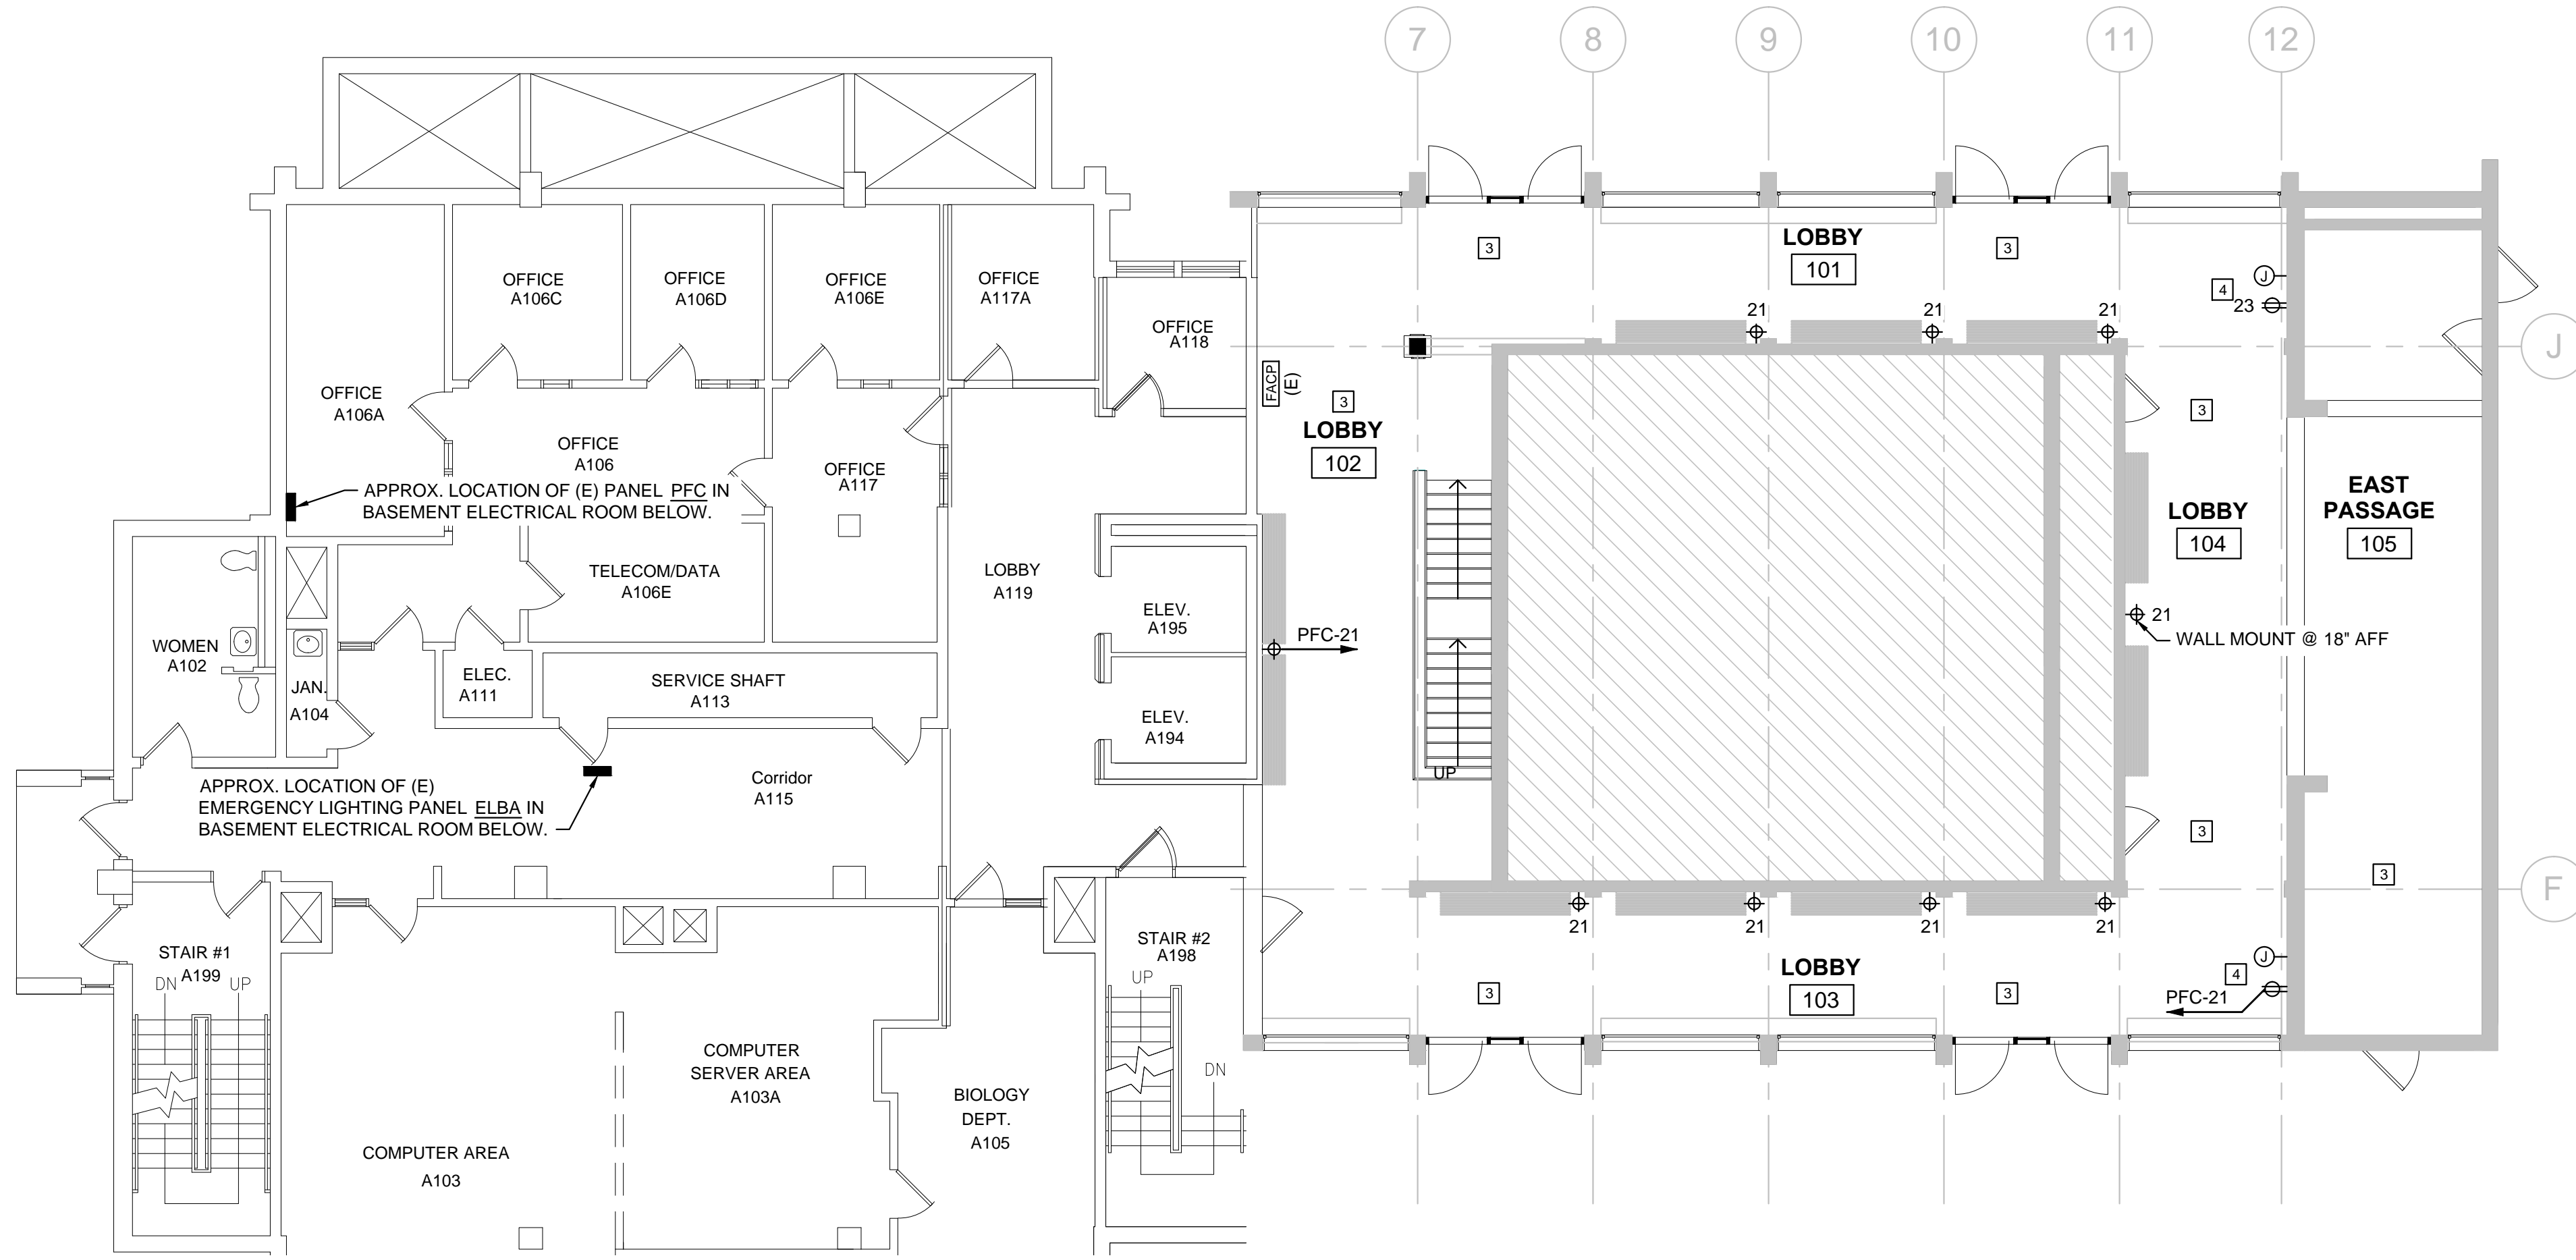 7
8
9
10
11
12
J
F
OFFICE
A106C
OFFICE
A106D
OFFICE
A106E
OFFICE
A117A
OFFICE
A118
OFFICE
A106A
OFFICE
A106
OFFICE
A117
APPROX. LOCATION OF (E) PANEL PFC IN
BASEMENT ELECTRICAL ROOM BELOW.
TELECOM/DATA
A106E
LOBBY
A119
WOMEN
A102
JAN.
A104
ELEC.
A111
SERVICE SHAFT
A113
ELEV.
A195
ELEV.
A194
Corridor
A115
APPROX. LOCATION OF (E)
EMERGENCY LIGHTING PANEL ELBA IN
BASEMENT ELECTRICAL ROOM BELOW.
STAIR #1
A199
DN
UP
COMPUTER AREA
A103
COMPUTER
SERVER AREA
A103A
BIOLOGY
DEPT.
A105
STAIR #2
A198
UP
DN
3
LOBBY
101
3
21
21
21
J
4
23
FACP
(E)
3
LOBBY
102
PFC-21
UP
3
LOBBY
104
21
WALL MOUNT @ 18" AFF
3
EAST
PASSAGE
105
3
21
21
21
21
3
LOBBY
103
3
J
4
PFC-21